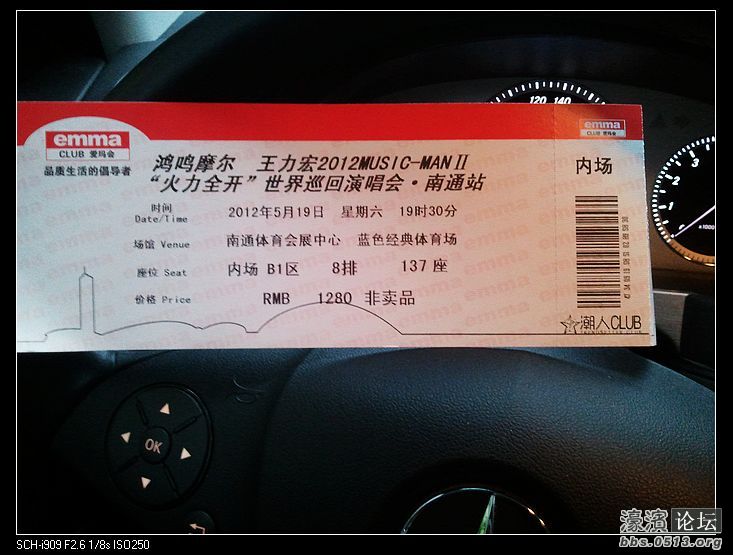 120 140
emma
CLUB 爱玛会
品质生活的倡导者
鸿鸣摩尔 王力宏2012MUSIC-MANⅡ
“火力全开”世界巡回演唱会·南通站
时间
Date/Time 2012年5月19日 星期六 19时30分
场馆 Venue 南通体育会展中心 蓝色经典体育场
座位 Seat 内场 B1区 8排 137 座
价格 Price RMB 1280 非卖品
emma
CLUB 爱玛会
内场
潮人CLUB
1
2
3
x1000
OK
濠滨论坛
bbs.0513.org
SCH-i909 F2.6 1/8s ISO250